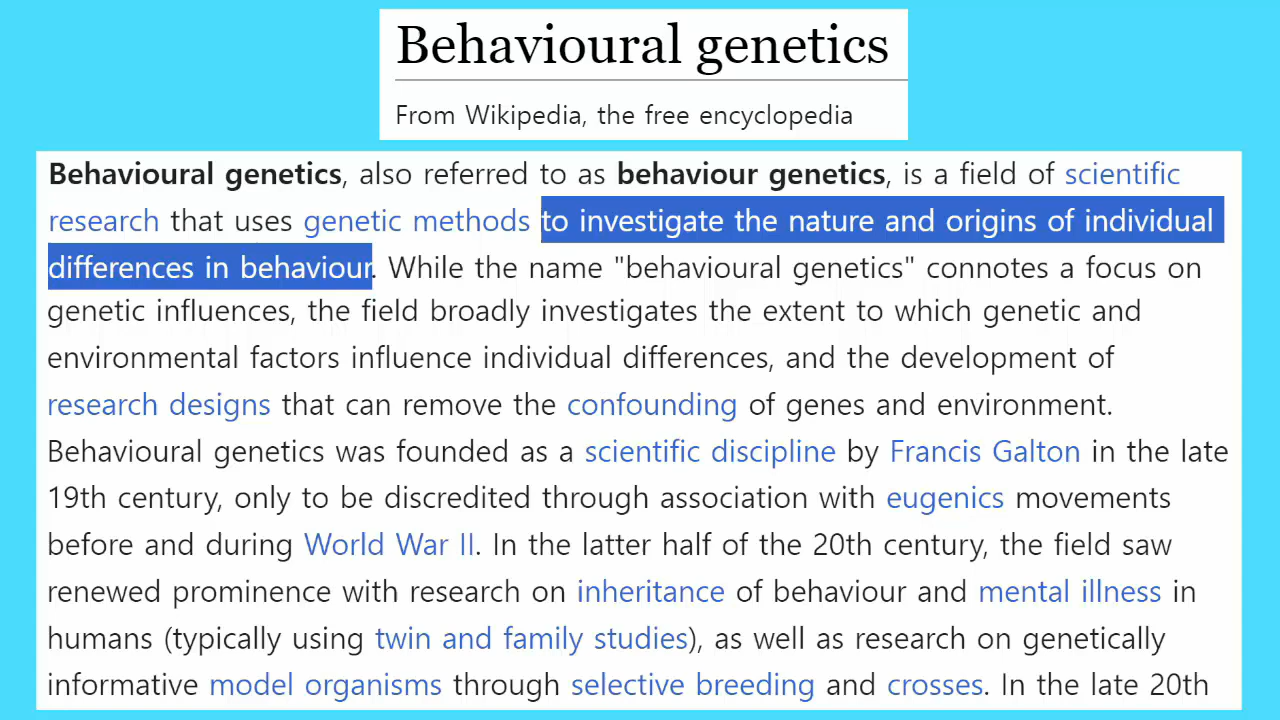 Behavioural genetics
From Wikipedia, the free encyclopedia
Behavioural genetics, also referred to as behaviour genetics, is a field of scientific
research that uses genetic methods to investigate the nature and origins of individual
differences in behaviour. While the name "behavioural genetics" connotes a focus on
genetic influences, the field broadly investigates the extent to which genetic and
environmental factors influence individual differences, and the development of
research designs that can remove the confounding of genes and environment.
Behavioural genetics was founded as a scientific discipline by Francis Galton in the late
19th century, only to be discredited through association with eugenics movements
before and during World War II. In the latter half of the 20th century, the field saw
renewed prominence with research on inheritance of behaviour and mental illness in
humans (typically using twin and family studies), as well as research on genetically
informative model organisms through selective breeding and crosses. In the late 20th